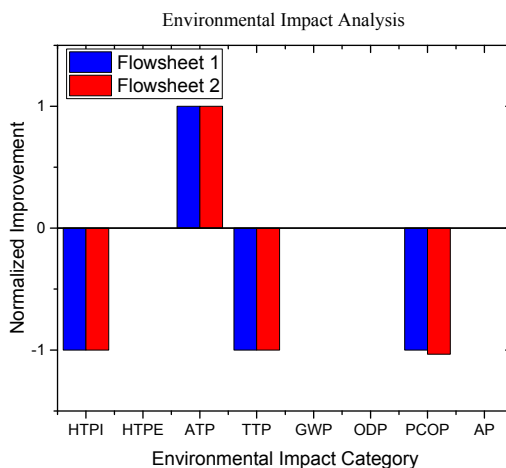 Environmental Impact Analysis
Flowsheet 1
Flowsheet 2
Normalized Improvement
1
0
-1
HTPI HTPE ATP TTP GWP ODP PCOP AP
Environmental Impact Category